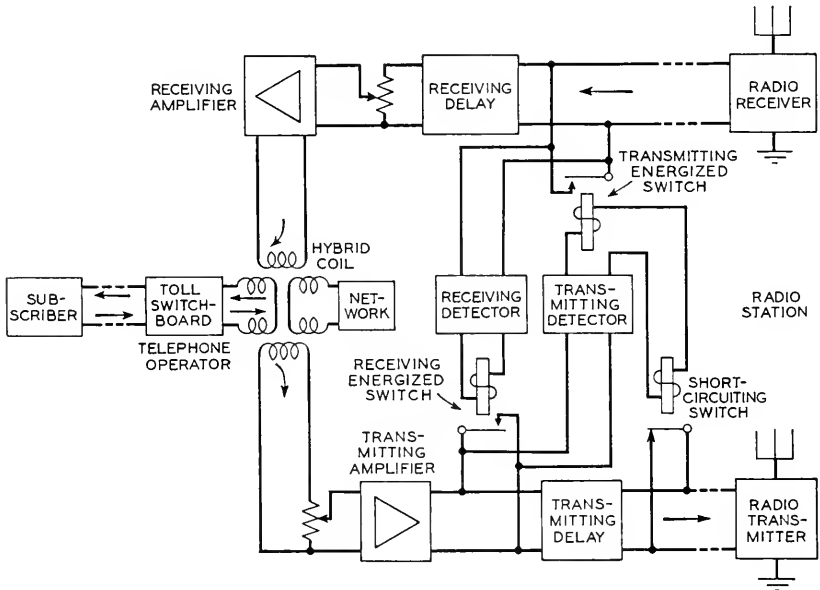 RECEIVING
AMPLIFIER
RECEIVING
DELAY
RADIO
RECEIVER
TRANSMITTING
ENERGIZED
SWITCH
HYBRID
COIL
SUB-
SCRIBER
TOLL
SWITCH-
BOARD
NET-
WORK
TELEPHONE
OPERATOR
RECEIVING
DETECTOR
TRANS-
MITTING
DETECTOR
RADIO
STATION
RECEIVING
ENERGIZED
SWITCH
SHORT-
CIRCUITING
SWITCH
TRANS-
MITTING
AMPLIFIER
TRANS-
MITTING
DELAY
RADIO
TRANS-
MITTER